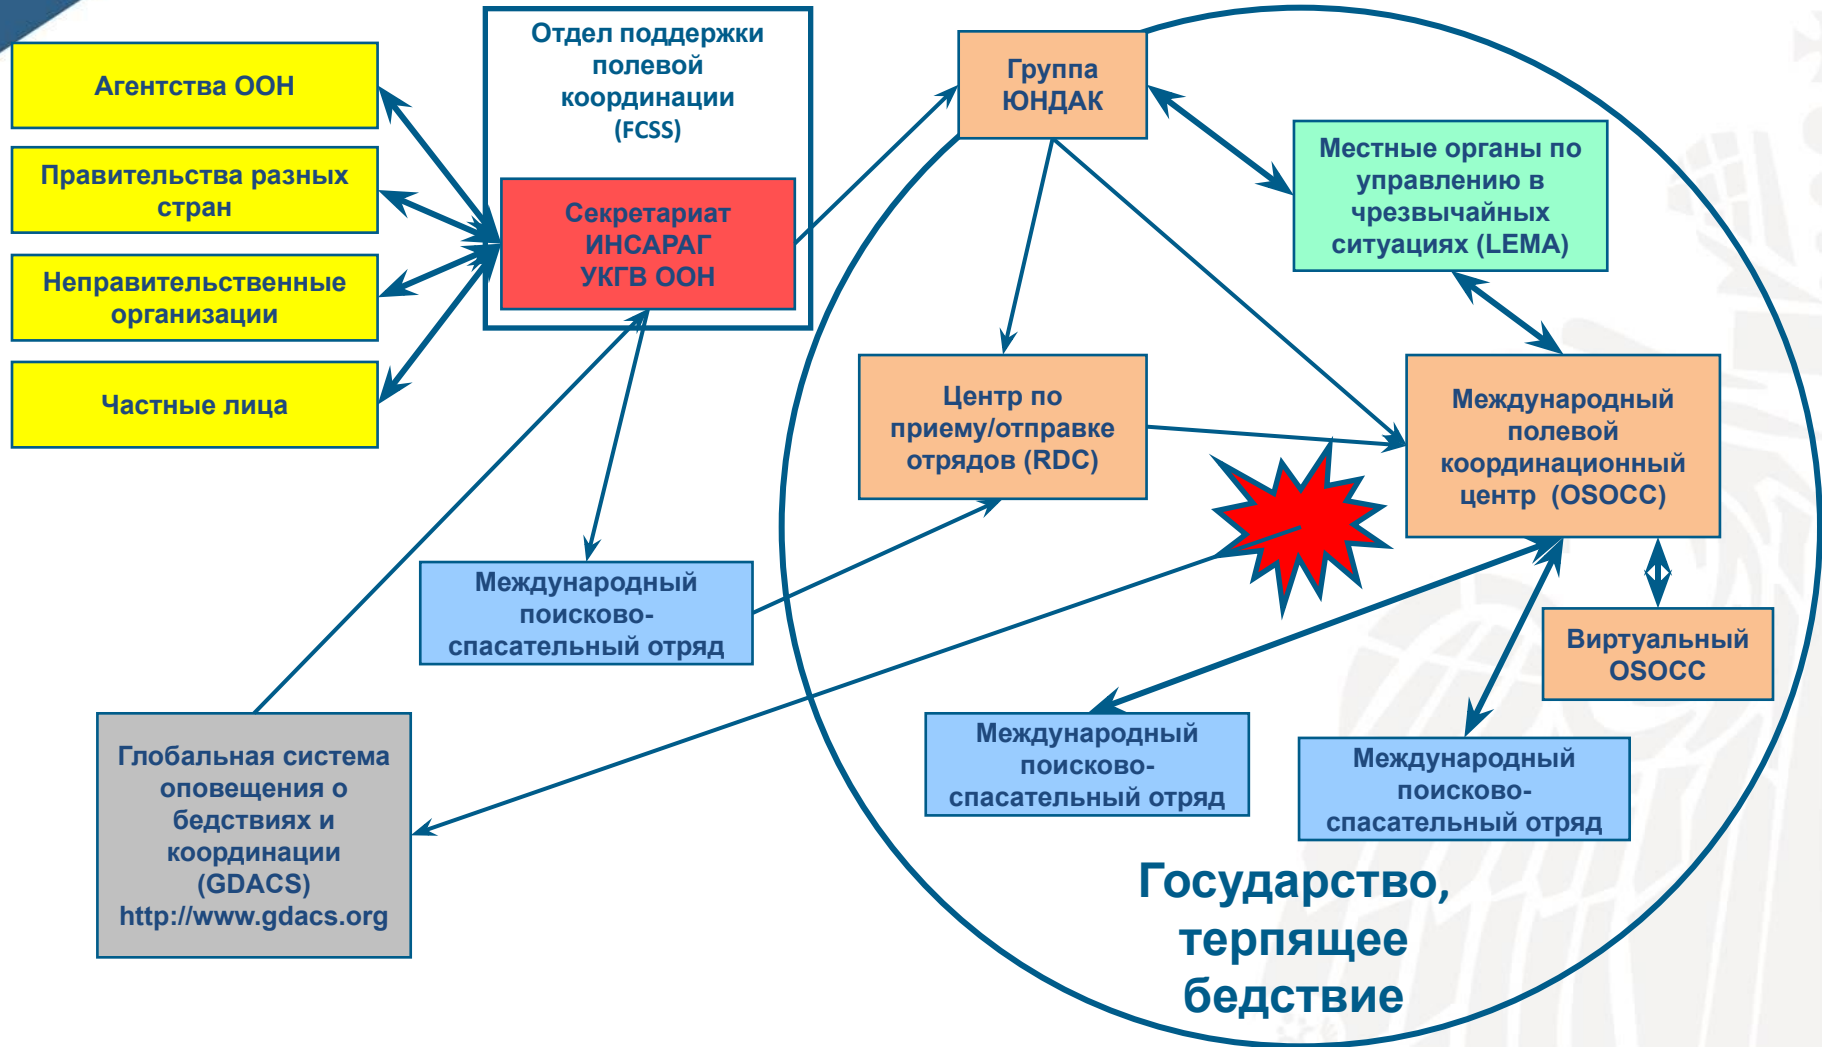 Агентства ООН
Правительства разных
стран
Неправительственные
организации
Частные лица
Отдел поддержки
полевой
координации
(FCSS)
Секретариат
ИНСАРАГ
УКГВ ООН
Группа
ЮНДАК
Местные органы по
управлению в
чрезвычайных
ситуациях (LEMA)
Центр по
приему/отправке
отрядов (RDC)
Международный
полевой
координационный
центр (OSOCC)
Международный
поисково-
спасательный отряд
Виртуальный
OSOCC
Глобальная система
оповещения о
бедствиях и
координации
(GDACS)
http://www.gdacs.org
Международный
поисково-
спасательный отряд
Международный
поисково-
спасательный отряд
Государство,
терпящее
бедствие